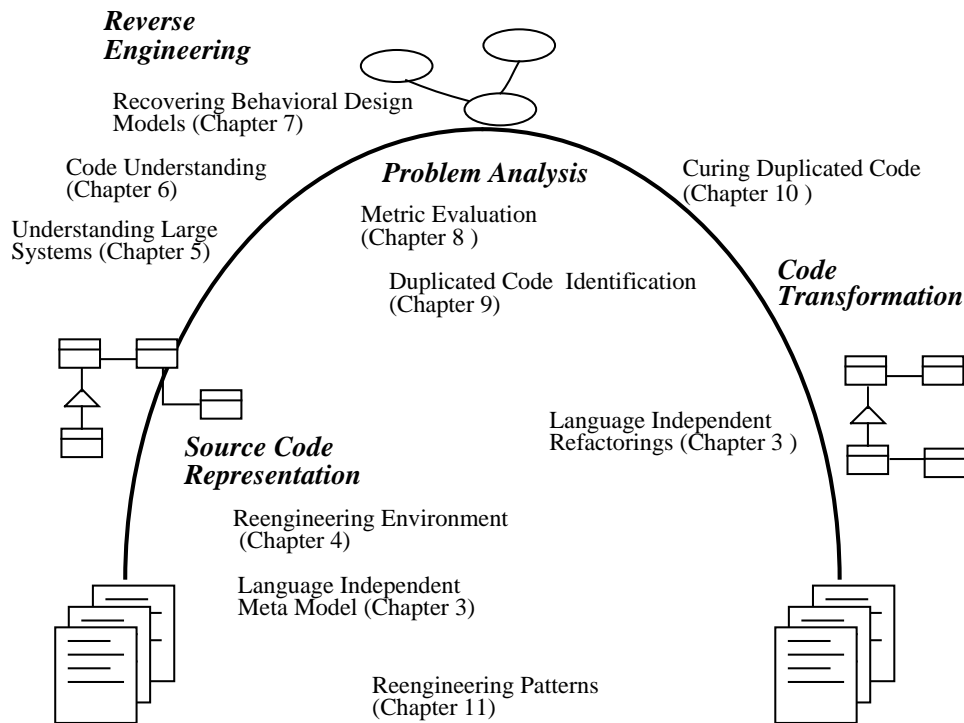 Reverse
Engineering
Recovering Behavioral Design
Models (Chapter 7)
Code Understanding
(Chapter 6)
Understanding Large
Systems (Chapter 5)
Problem Analysis
Metric Evaluation
(Chapter 8 )
Duplicated Code  Identification
(Chapter 9)
Curing Duplicated Code
(Chapter 10 )
Code
Transformation
Language Independent
Refactorings (Chapter 3 )
Source Code
Representation
Reengineering Environment
(Chapter 4)
Language Independent
Meta Model (Chapter 3)
Reengineering Patterns
(Chapter 11)